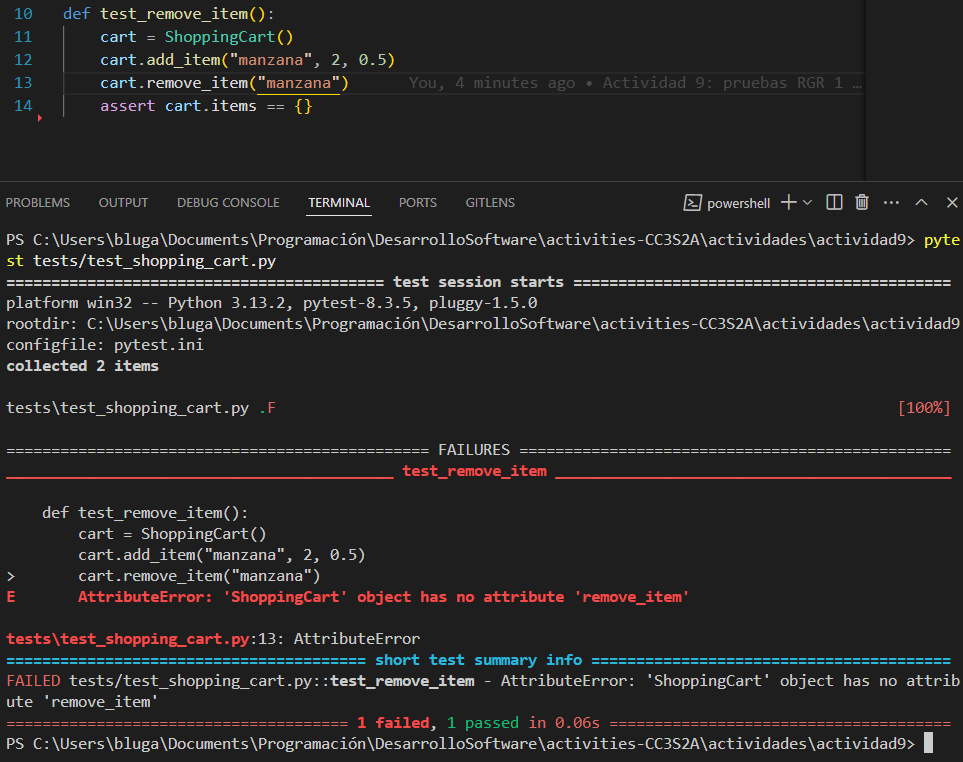 10 def test_remove_item():
11     cart = ShoppingCart()
12     cart.add_item("manzana", 2, 0.5)
13     cart.remove_item("manzana")     You, 4 minutes ago • Actividad 9: pruebas RGR 1 …
14     assert cart.items == {}
PROBLEMS OUTPUT DEBUG CONSOLE TERMINAL PORTS GITLENS powershell
PS C:\Users\bluga\Documents\Programación\DesarrolloSoftware\activities-CC3S2A\actividades\actividad9> pyte
st tests/test_shopping_cart.py
========================================== test session starts ==========================================
platform win32 -- Python 3.13.2, pytest-8.3.5, pluggy-1.5.0
rootdir: C:\Users\bluga\Documents\Programación\DesarrolloSoftware\activities-CC3S2A\actividades\actividad9
configfile: pytest.ini
collected 2 items
tests\test_shopping_cart.py .F [100%]
=============================================== FAILURES ================================================
___________________________________________ test_remove_item ____________________________________________
    def test_remove_item():
        cart = ShoppingCart()
        cart.add_item("manzana", 2, 0.5)
>       cart.remove_item("manzana")
E       AttributeError: 'ShoppingCart' object has no attribute 'remove_item'
tests\test_shopping_cart.py:13: AttributeError
======================================== short test summary info ========================================
FAILED tests/test_shopping_cart.py::test_remove_item - AttributeError: 'ShoppingCart' object has no attrib
ute 'remove_item'
====================================== 1 failed, 1 passed in 0.06s ======================================
PS C:\Users\bluga\Documents\Programación\DesarrolloSoftware\activities-CC3S2A\actividades\actividad9>